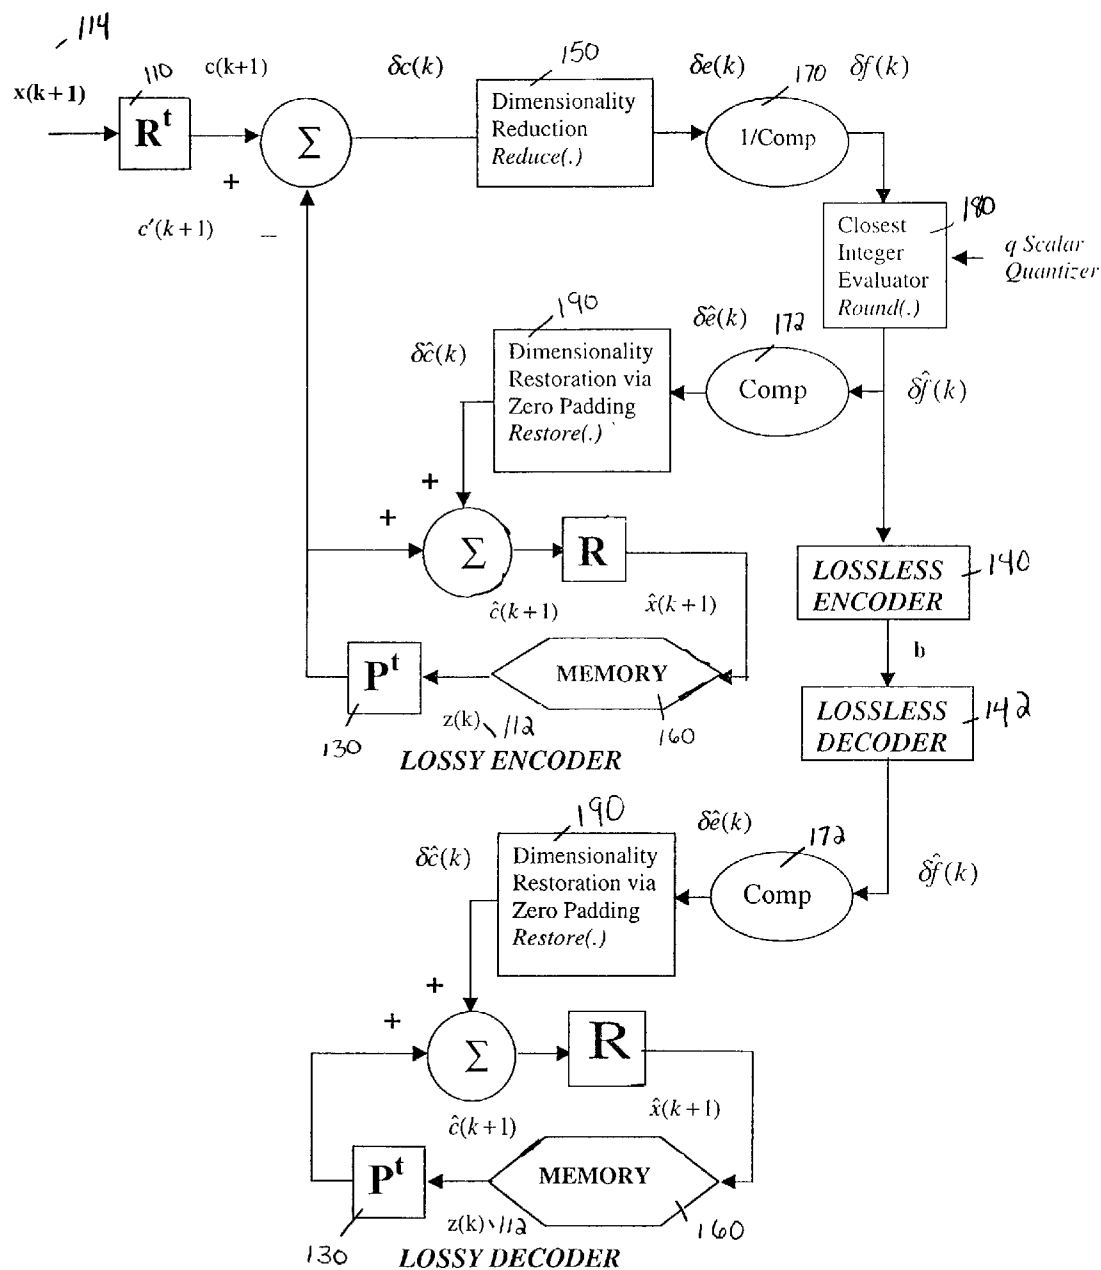 114
x(k+1)
110
R^t
c(k+1)
Σ
+
c′(k+1)
−
δc(k)
150
Dimensionality
Reduction
Reduce(.)
δe(k)
170
1/Comp
δf(k)
180
Closest
Integer
Evaluator
Round(.)
q Scalar
Quantizer
190
Dimensionality
Restoration via
Zero Padding
Restore(.)
δĉ(k)
δê(k)
172
Comp
δf̂(k)
+
+
Σ
ĉ(k+1)
R
x̂(k+1)
P^t
130
MEMORY
z(k)
112
160
LOSSY ENCODER
LOSSLESS
ENCODER
140
b
LOSSLESS
DECODER
142
190
Dimensionality
Restoration via
Zero Padding
Restore(.)
δĉ(k)
δê(k)
172
Comp
δf̂(k)
+
+
Σ
ĉ(k+1)
R
x̂(k+1)
P^t
130
MEMORY
z(k)
112
160
LOSSY DECODER